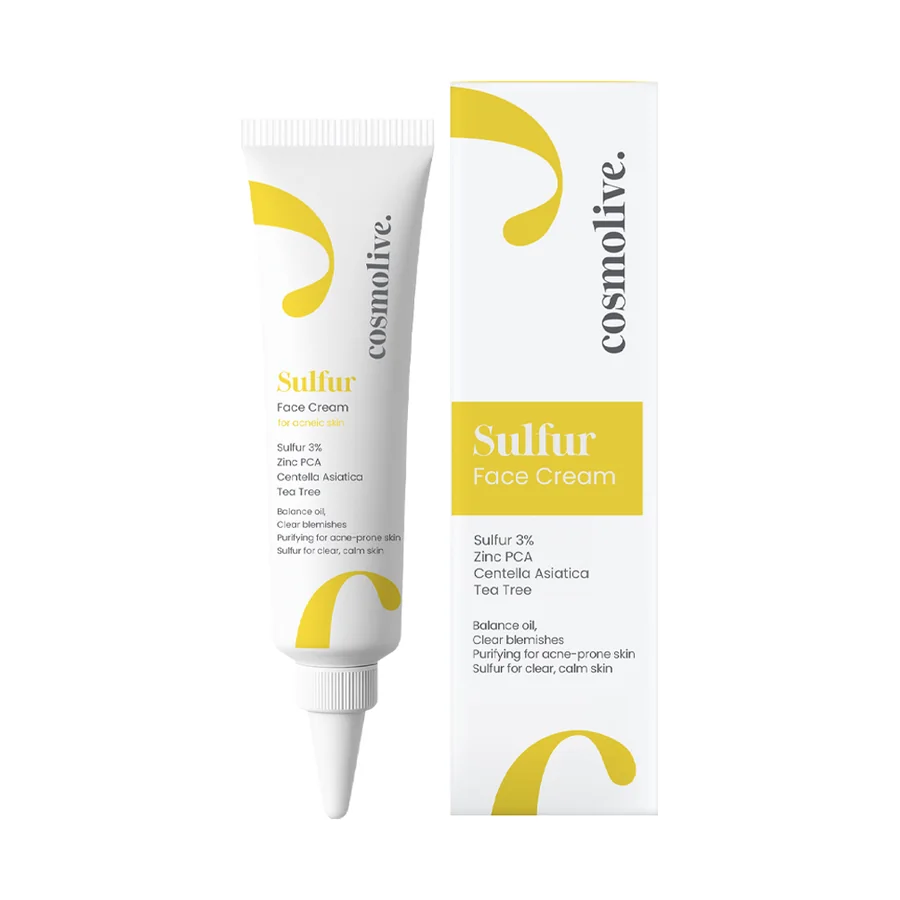 cosmolive.
Sulfur
Face Cream
for acneic skin
Sulfur 3%
Zinc PCA
Centella Asiatica
Tea Tree
Balance oil,
Clear blemishes
Purifying for acne-prone skin
Sulfur for clear, calm skin
cosmolive.
Sulfur
Face Cream
Sulfur 3%
Zinc PCA
Centella Asiatica
Tea Tree
Balance oil,
Clear blemishes
Purifying for acne-prone skin
Sulfur for clear, calm skin